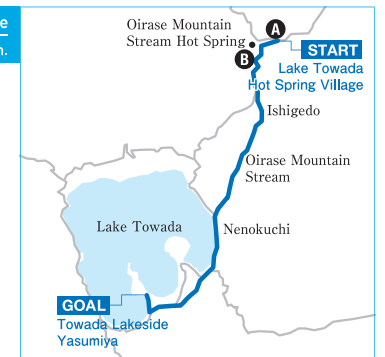 e
n.
Oirase Mountain
Stream Hot Spring
A
B
START
Lake Towada
Hot Spring Village
Ishigedo
Oirase Mountain
Stream
Lake Towada
Nenokuchi
GOAL
Towada Lakeside
Yasumiya